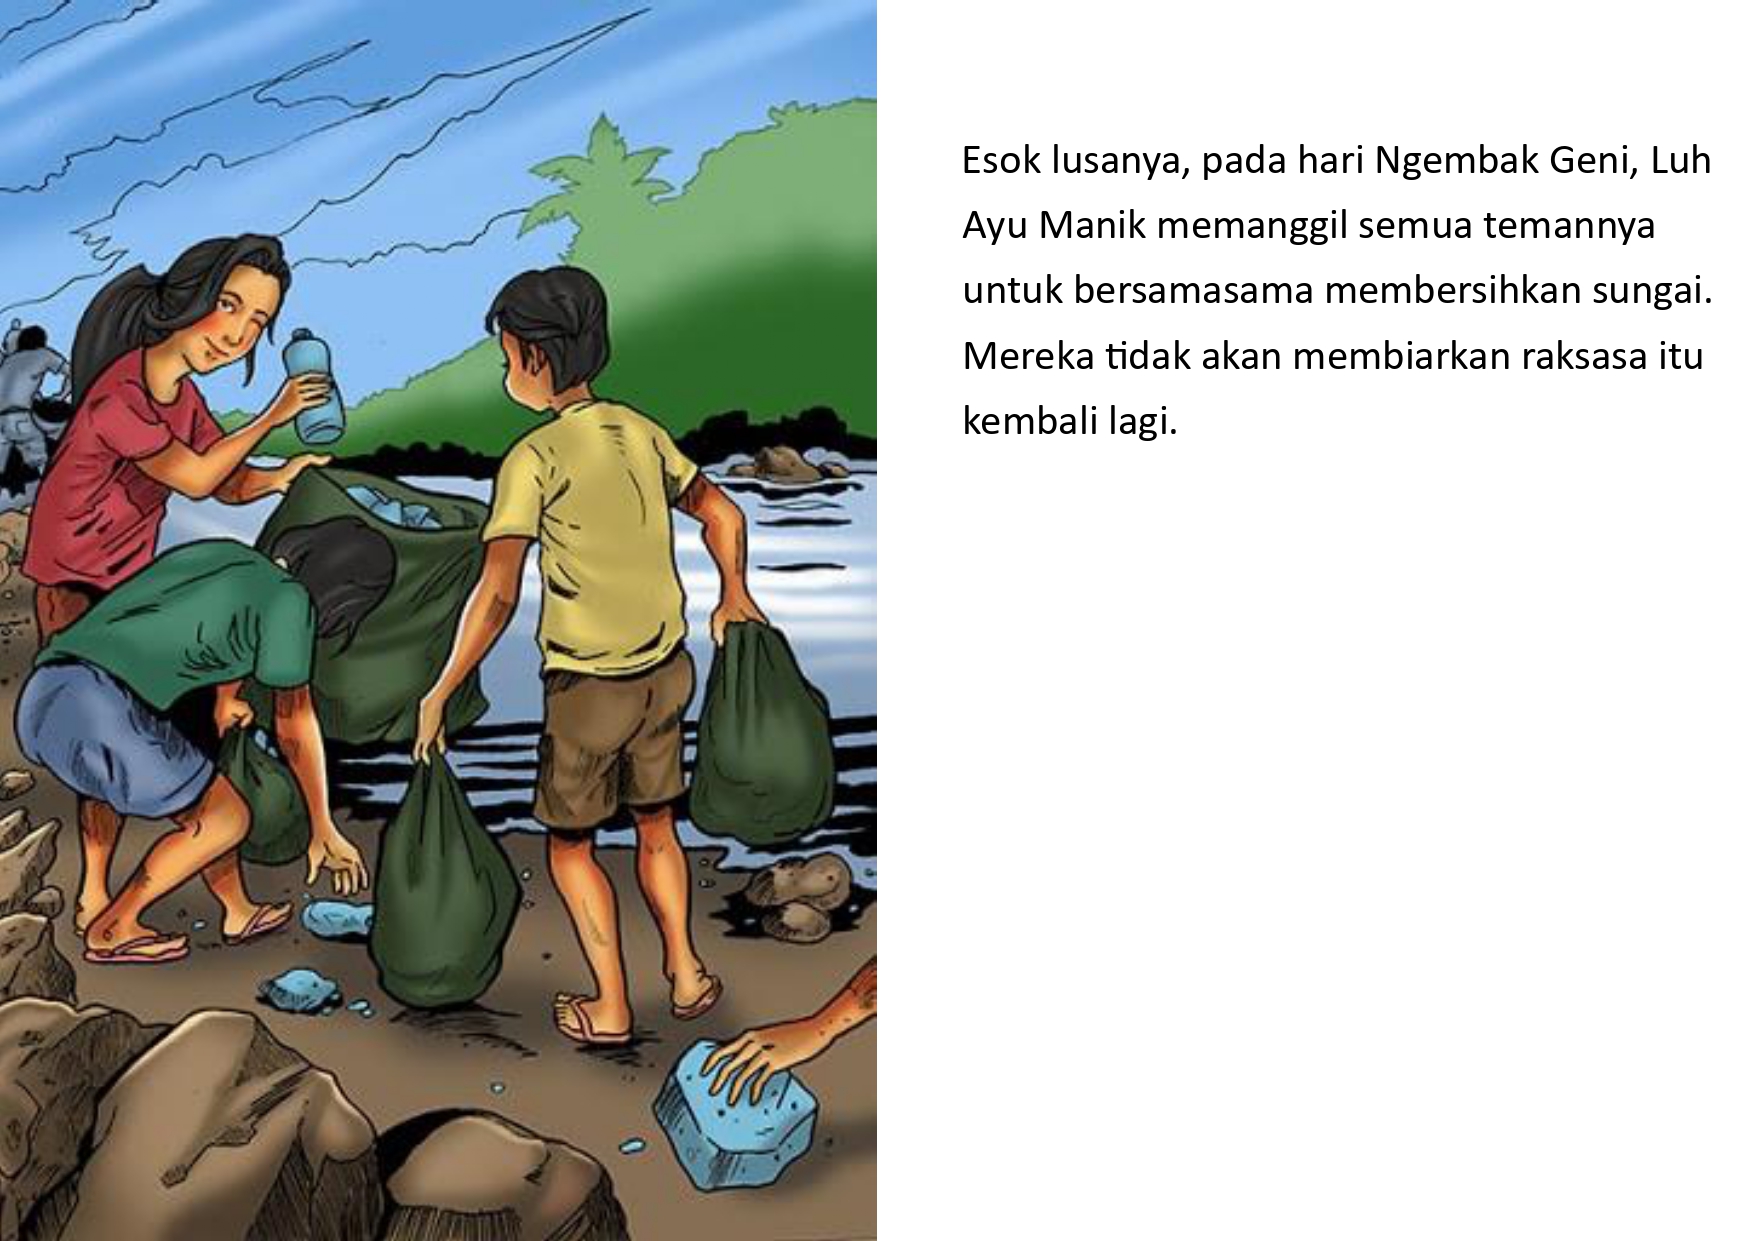 Esok lusanya, pada hari Ngembak Geni, Luh
Ayu Manik memanggil semua temannya
untuk bersamasama membersihkan sungai.
Mereka tidak akan membiarkan raksasa itu
kembali lagi.